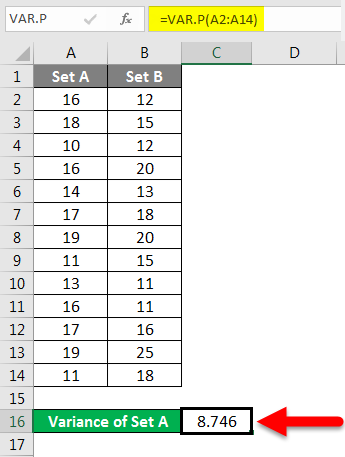 VAR.P fx =VAR.P(A2:A14)
A B C D
1 Set A Set B
2 16 12
3 18 15
4 10 12
5 16 20
6 14 13
7 17 18
8 19 20
9 11 15
10 13 11
11 16 11
12 17 16
13 19 25
14 11 18
15
16 Variance of Set A 8.746
17